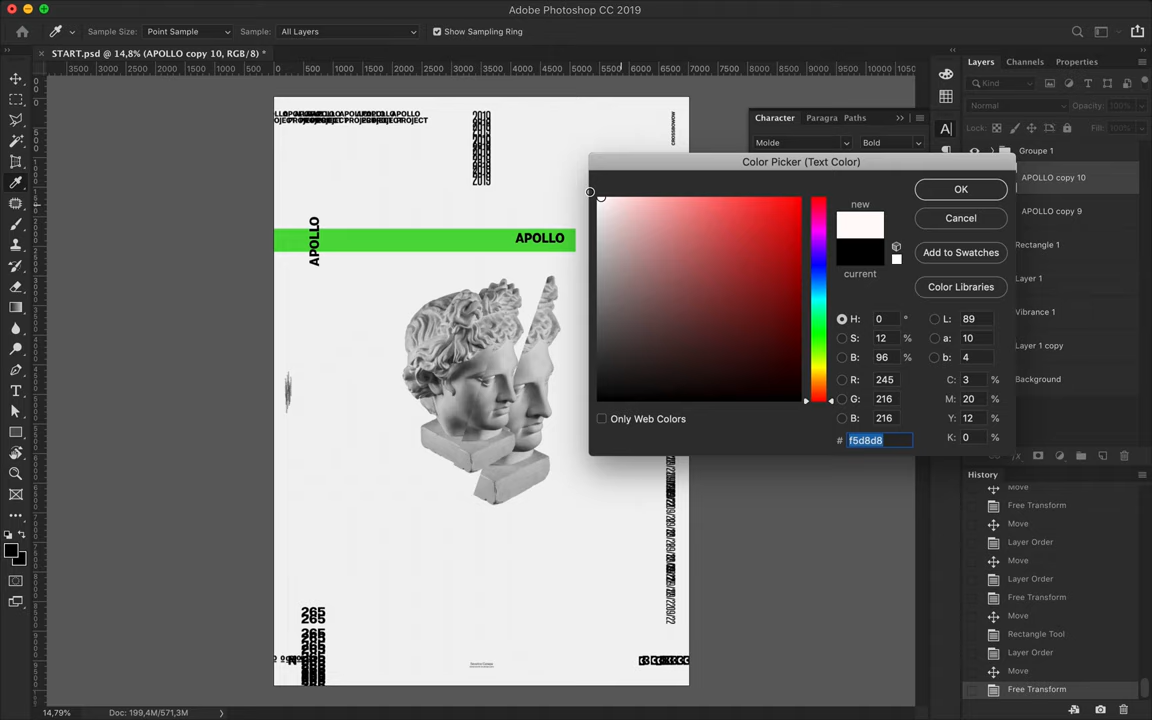 Adobe Photoshop CC 2019
Sample Size: Point Sample Sample: All Layers Show Sampling Ring
START.psd @ 14,8% (APOLLO copy 10, RGB/8) *
3500 3000 2500 2000 1500 1000 500 0 500 1000 1500 2000 2500 3000 3500 4000 4500 5000 5500 6000 6500 7000 7500 8000 8500 9000 9500 10000 1050
Layers Channels Properties
Kind
Normal Opacity: 100%
Lock: Fill: 100%
Groupe 1
APOLLO copy 10
APOLLO copy 9
Rectangle 1
Layer 1
Vibrance 1
Layer 1 copy
Background
Character Paragra Paths
Molde Bold
PROJECT
2019
APOLLO
APOLLO
265
265
265
Color Picker (Text Color)
new
current
OK
Cancel
Add to Swatches
Color Libraries
H: 0 °
S: 12 %
B: 96 %
R: 245
G: 216
B: 216
# f5d8d8
L: 89
a: 10
b: 4
C: 3 %
M: 20 %
Y: 12 %
K: 0 %
Only Web Colors
History
Move
Free Transform
Move
Layer Order
Move
Layer Order
Free Transform
Move
Rectangle Tool
Layer Order
Move
Free Transform
14,79% Doc: 199,4M/571,3M